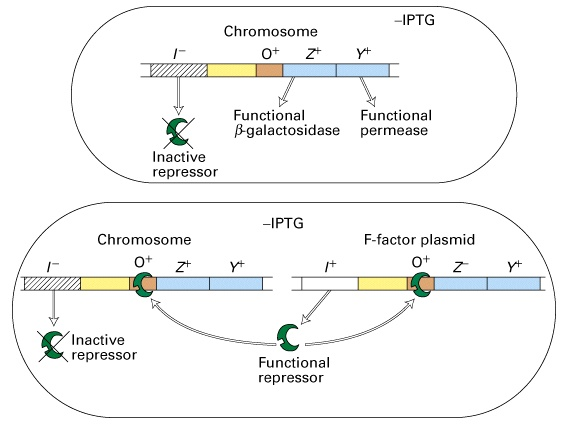 –IPTG
Chromosome
I⁻ O⁺ Z⁺ Y⁺
Functional
β-galactosidase
Functional
permease
Inactive
repressor
–IPTG
Chromosome
F-factor plasmid
I⁻ O⁺ Z⁺ Y⁺
I⁺ O⁺ Z⁻ Y⁺
Inactive
repressor
Functional
repressor